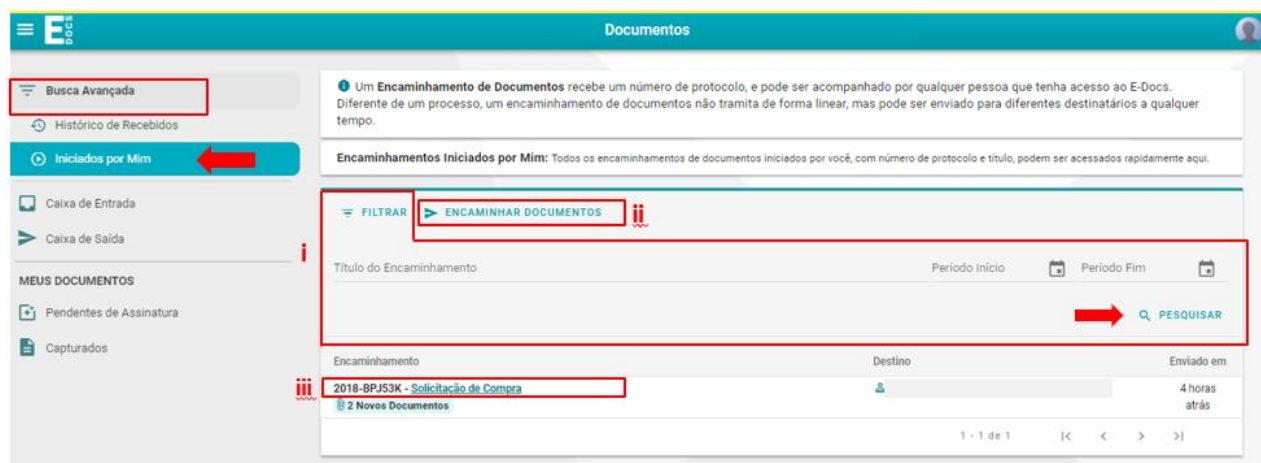 E DOCS
Documentos
Busca Avançada
Histórico de Recebidos
Iniciados por Mim
Caixa de Entrada
Caixa de Saída
MEUS DOCUMENTOS
Pendentes de Assinatura
Capturados
Um Encaminhamento de Documentos recebe um número de protocolo, e pode ser acompanhado por qualquer pessoa que tenha acesso ao E-Docs.
Diferente de um processo, um encaminhamento de documentos não tramita de forma linear, mas pode ser enviado para diferentes destinatários a qualquer
tempo.
Encaminhamentos Iniciados por Mim: Todos os encaminhamentos de documentos iniciados por você, com número de protocolo e título, podem ser acessados rapidamente aqui.
FILTRAR ENCAMINHAR DOCUMENTOS ii
i
Título do Encaminhamento Período Início Período Fim
PESQUISAR
Encaminhamento Destino Enviado em
iii 2018-BPJ53K - Solicitação de Compra 4 horas
2 Novos Documentos atrás
1 - 1 de 1